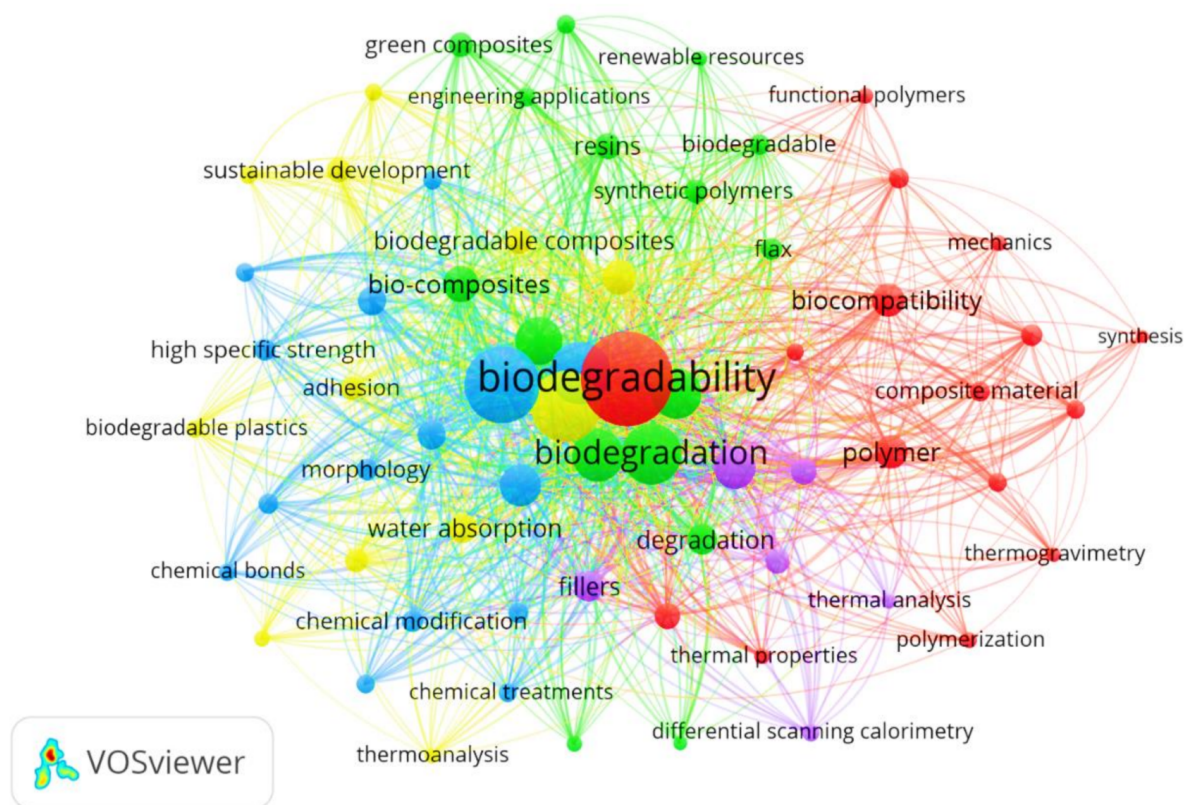 green composites
renewable resources
engineering applications
functional polymers
resins
biodegradable
sustainable development
synthetic polymers
biodegradable composites
flax
mechanics
bio-composites
biocompatibility
high specific strength
synthesis
biodegradability
adhesion
composite material
biodegradable plastics
biodegradation
polymer
morphology
water absorption
degradation
thermogravimetry
chemical bonds
fillers
thermal analysis
chemical modification
polymerization
thermal properties
chemical treatments
differential scanning calorimetry
thermoanalysis
VOSviewer